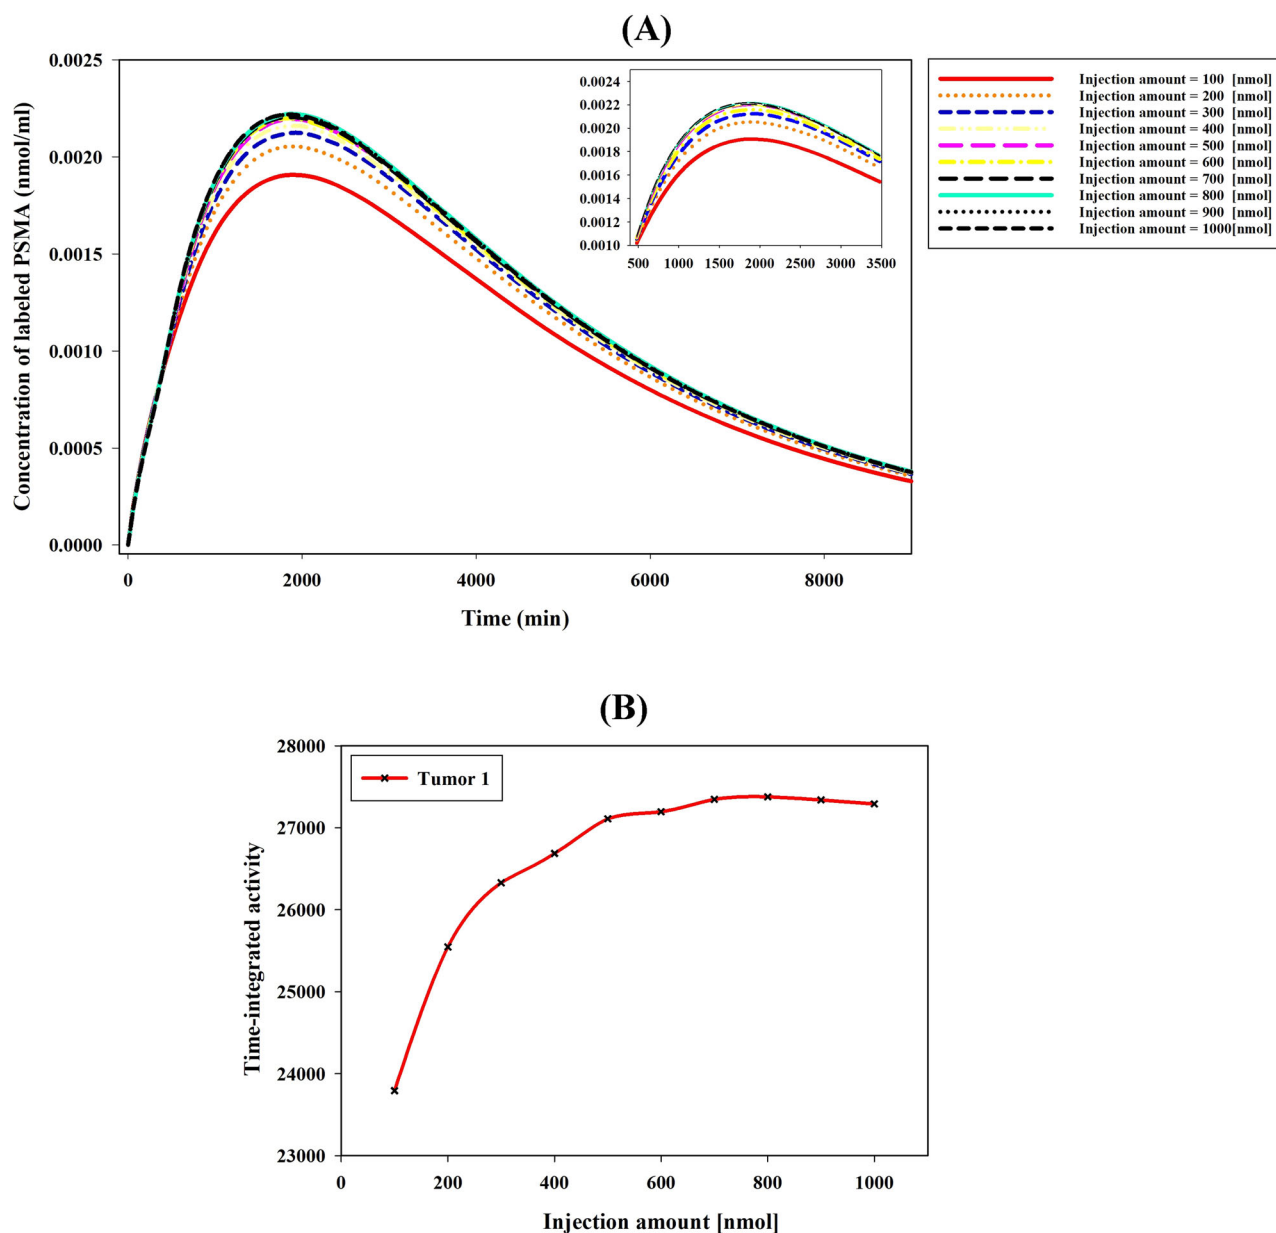 (A)
Concentration of labeled PSMA (nmol/ml)
0.0025
0.0020
0.0015
0.0010
0.0005
0.0000
0.0024
0.0022
0.0020
0.0018
0.0016
0.0014
0.0012
0.0010
500 1000 1500 2000 2500 3000 3500
Injection amount = 100 [nmol]
Injection amount = 200 [nmol]
Injection amount = 300 [nmol]
Injection amount = 400 [nmol]
Injection amount = 500 [nmol]
Injection amount = 600 [nmol]
Injection amount = 700 [nmol]
Injection amount = 800 [nmol]
Injection amount = 900 [nmol]
Injection amount = 1000[nmol]
0 2000 4000 6000 8000
Time (min)
(B)
Time-integrated activity
28000
27000
26000
25000
24000
23000
Tumor 1
0 200 400 600 800 1000
Injection amount [nmol]